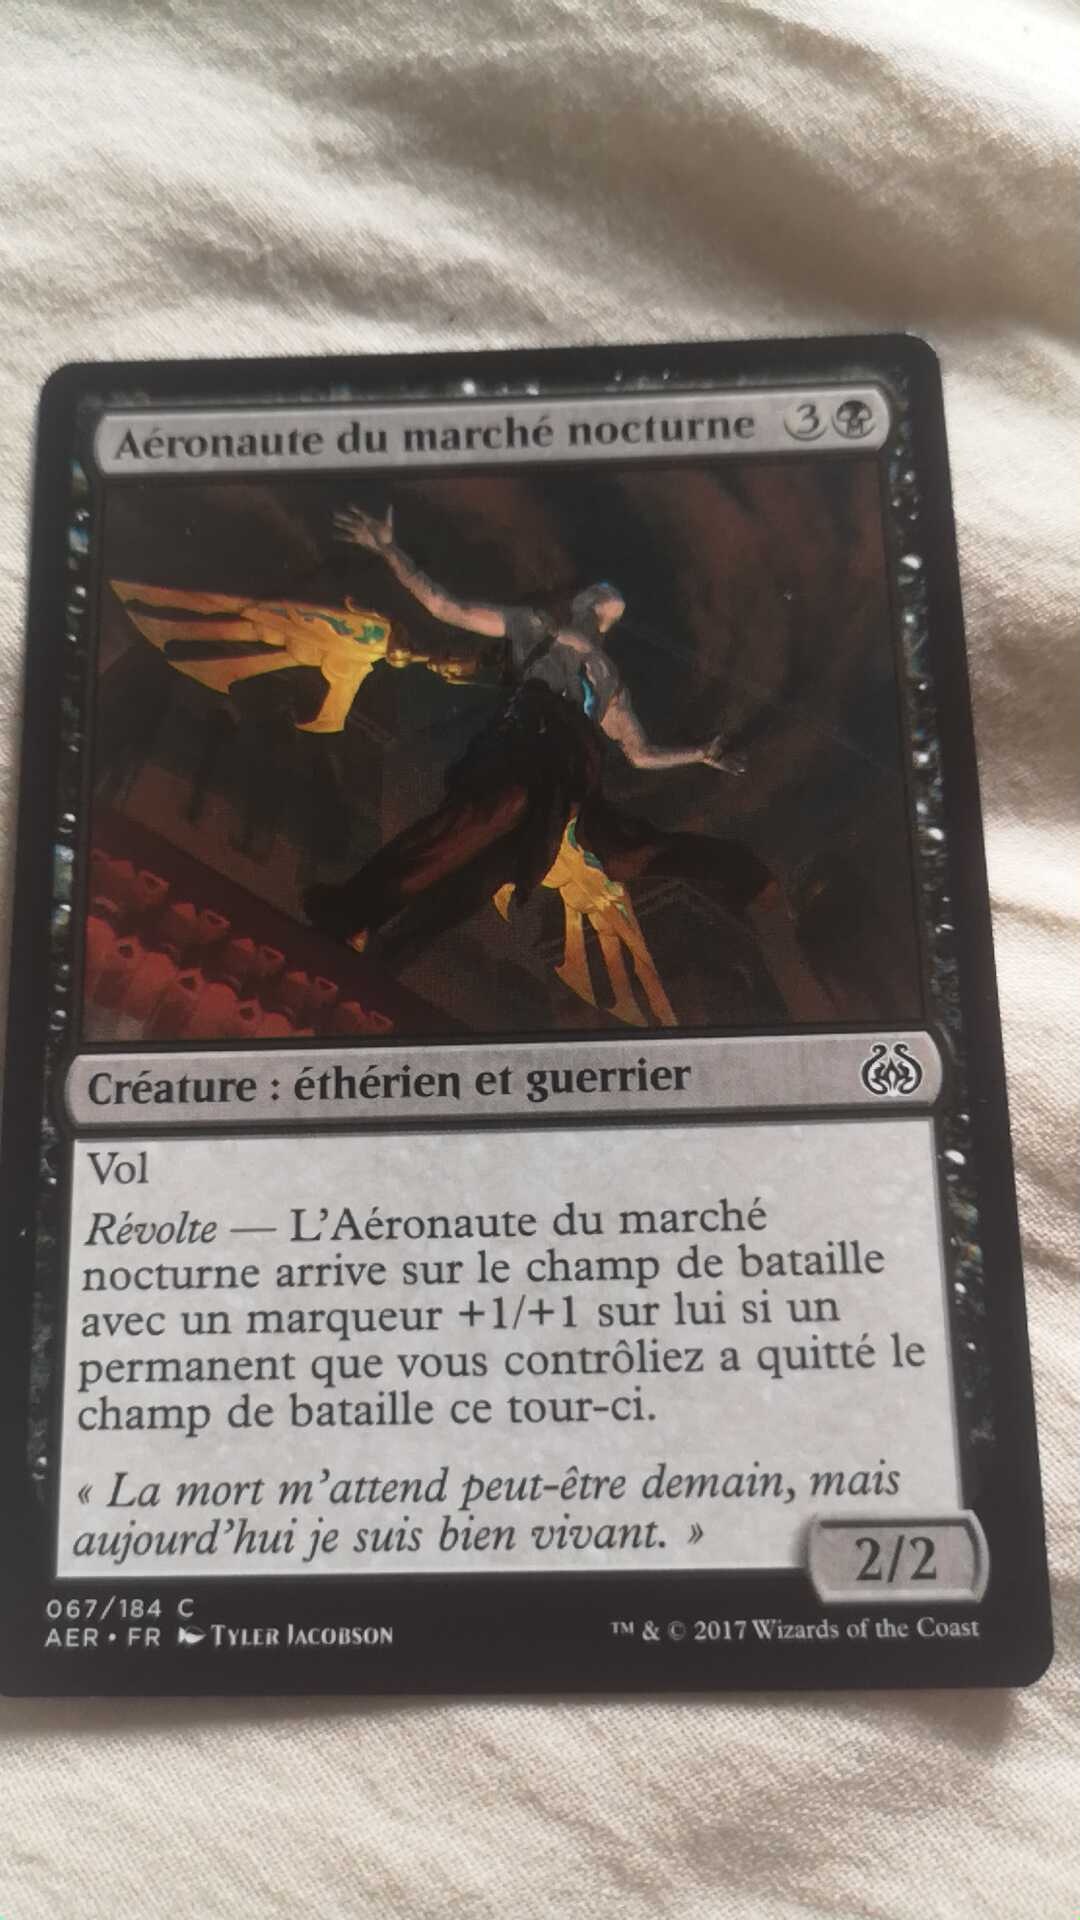 Aéronaute du marché nocturne 3
Créature : éthérien et guerrier
Vol
Révolte — L'Aéronaute du marché
nocturne arrive sur le champ de bataille
avec un marqueur +1/+1 sur lui si un
permanent que vous contrôliez a quitté le
champ de bataille ce tour-ci.
« La mort m'attend peut-être demain, mais
aujourd'hui je suis bien vivant. »
2/2
067/184 C
AER • FR TYLER JACOBSON
™ & © 2017 Wizards of the Coast